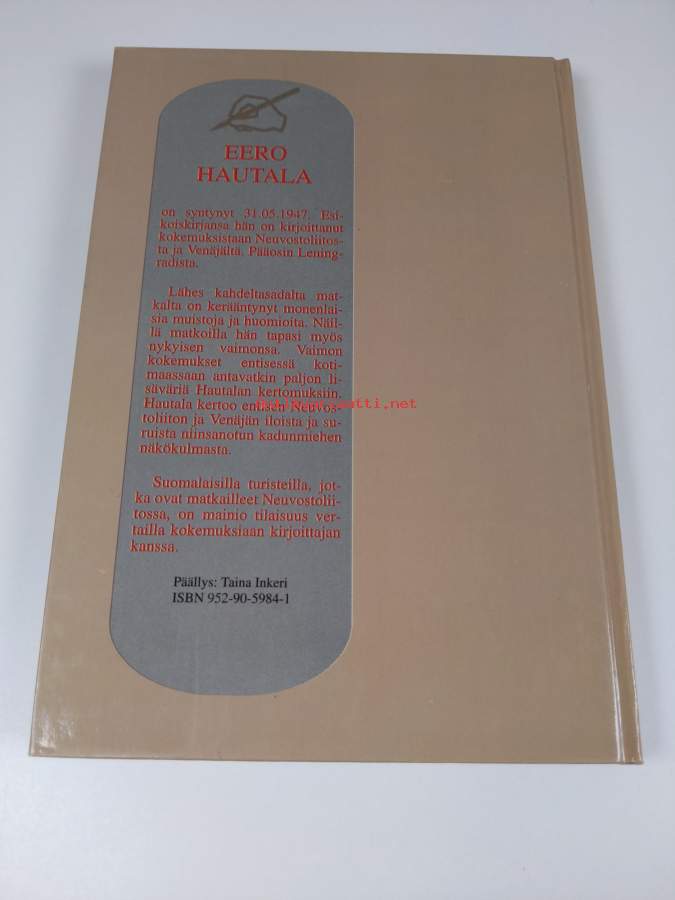 EERO
HAUTALA
on syntynyt 31.05.1947. Esi-
koiskirjansa hän on kirjoittanut
kokemuksistaan Neuvostoliitos-
ta ja Venäjältä. Pääosin Lenin-
gradista.
Lähes kahdeltasadalta mat-
kalta on kerääntynyt monenlai-
sia muistoja ja huomioita. Näil-
lä matkoilla hän tapasi myös
nykyisen vaimonsa. Vaimon
kokemukset entisessä koti-
maassaan antavatkin paljon li-
säväriä Hautalan kertomuksiin.
Hautala kertoo entisen Neuvos-
toliiton ja Venäjän iloista ja su-
ruista niinsanotun kadunmiehen
näkökulmasta.
Suomalaisilla turisteilla, jot-
ka ovat matkailleet Neuvostolii-
tossa, on mainio tilaisuus ver-
tailla kokemuksiaan kirjoittajan
kanssa.
Päällys: Taina Inkeri
ISBN 952-90-5984-1